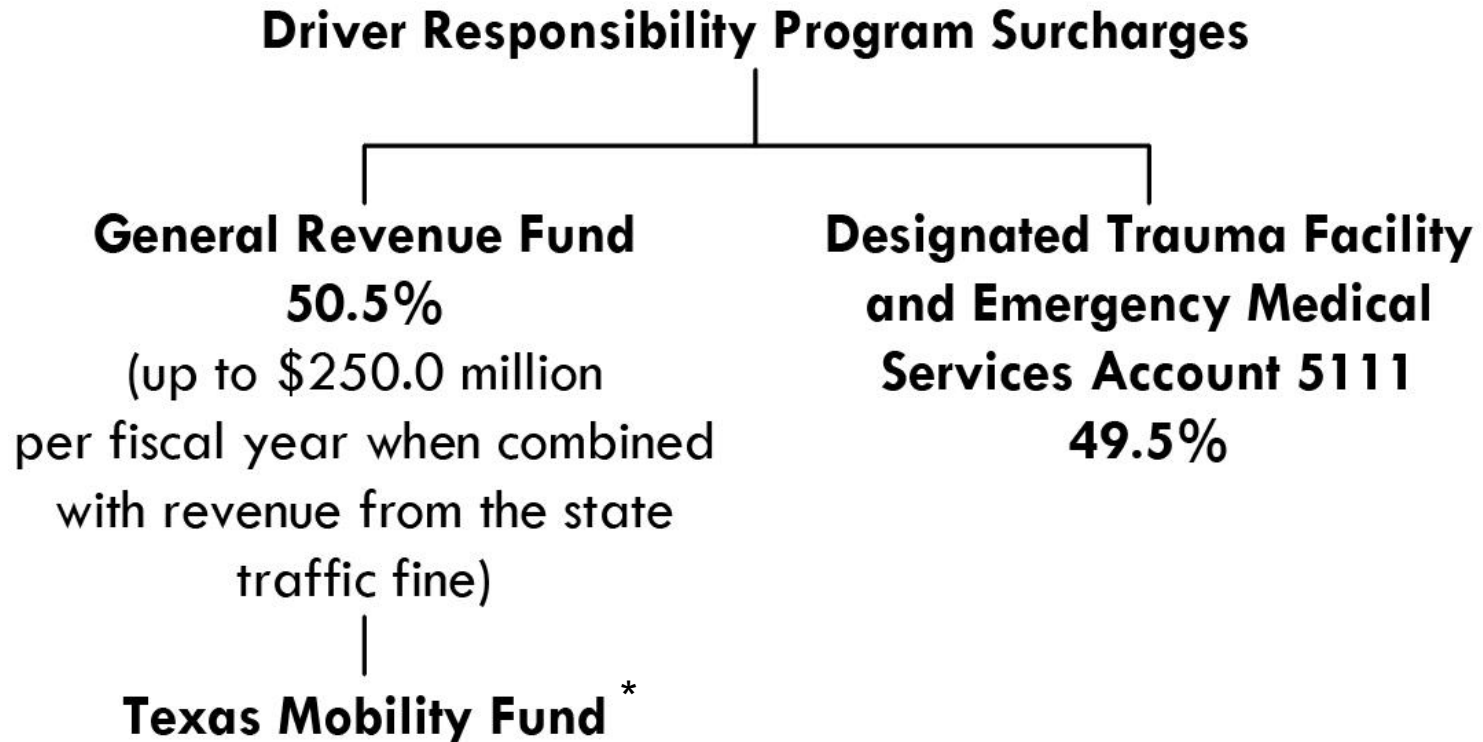 Driver Responsibility Program Surcharges
General Revenue Fund
50.5%
(up to $250.0 million
per fiscal year when combined
with revenue from the state
traffic fine)
Texas Mobility Fund *
Designated Trauma Facility
and Emergency Medical
Services Account 5111
49.5%